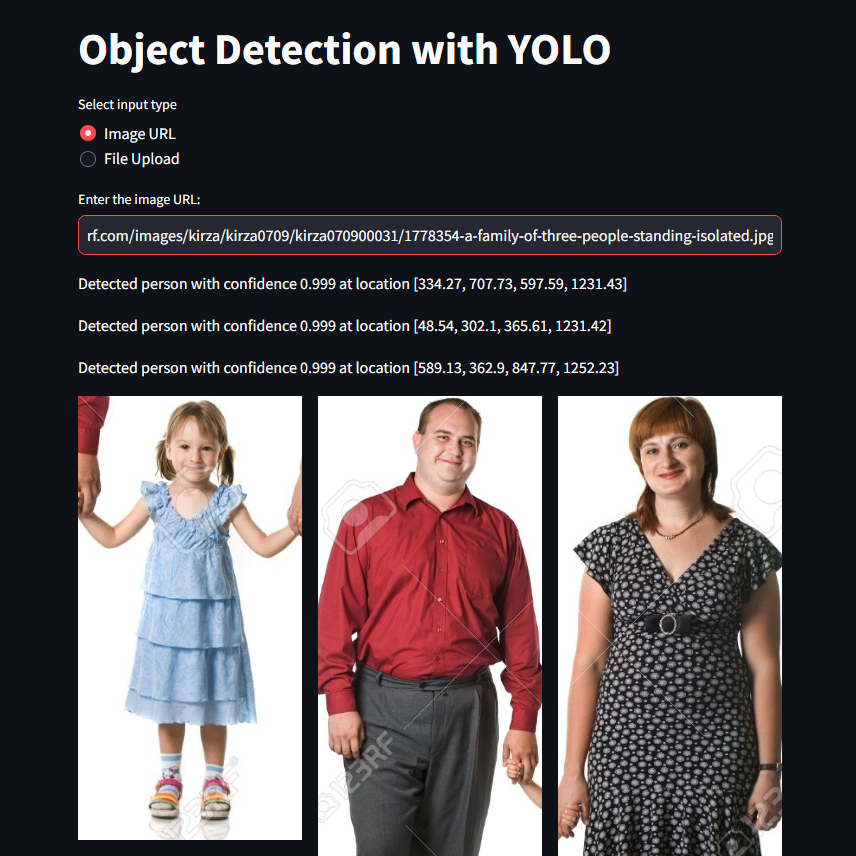 Object Detection with YOLO
Select input type
Image URL
File Upload
Enter the image URL:
rf.com/images/kirza/kirza0709/kirza070900031/1778354-a-family-of-three-people-standing-isolated.jpg
Detected person with confidence 0.999 at location [334.27, 707.73, 597.59, 1231.43]
Detected person with confidence 0.999 at location [48.54, 302.1, 365.61, 1231.42]
Detected person with confidence 0.999 at location [589.13, 362.9, 847.77, 1252.23]
123RF
123RF